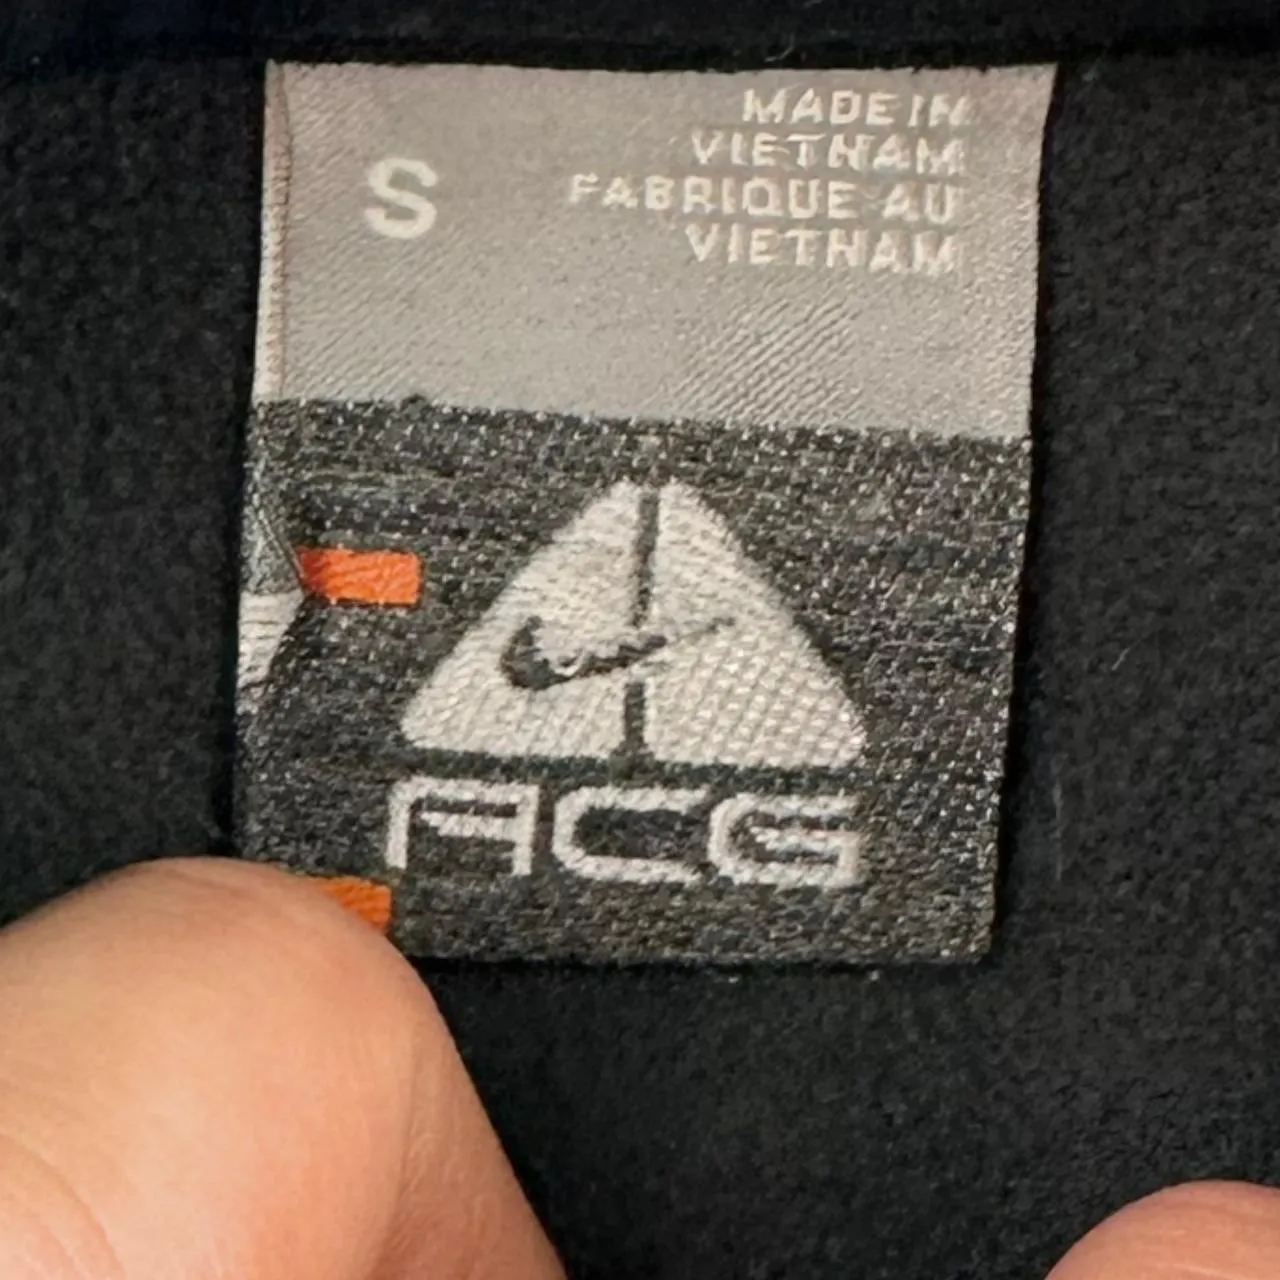 S
MADE IN
VIETNAM
FABRIQUE AU
VIETNAM
ACG